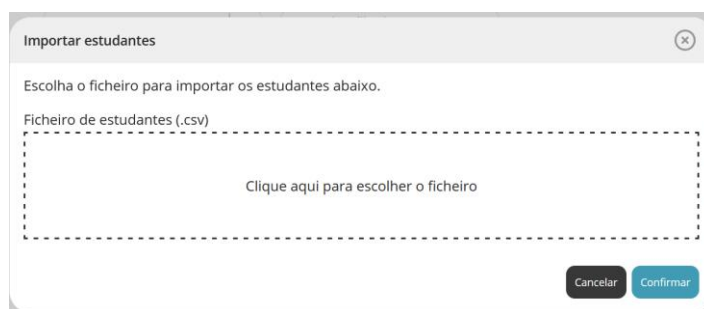 Importar estudantes
Escolha o ficheiro para importar os estudantes abaixo.
Ficheiro de estudantes (.csv)
Clique aqui para escolher o ficheiro
Cancelar Confirmar